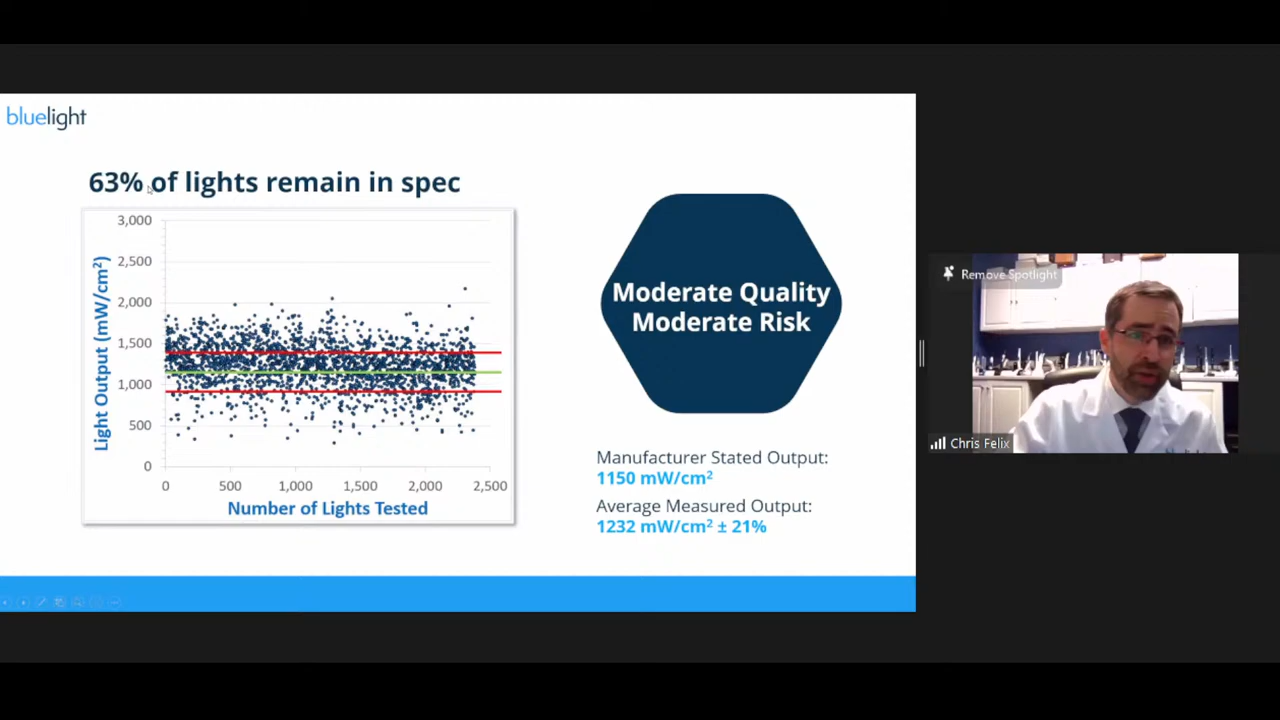 bluelight
63% of lights remain in spec
3,000
2,500
2,000
1,500
1,000
500
0
Light Output (mW/cm²)
0 500 1,000 1,500 2,000 2,500
Number of Lights Tested
Moderate Quality
Moderate Risk
Manufacturer Stated Output:
1150 mW/cm²
Average Measured Output:
1232 mW/cm² ± 21%
Remove Spotlight
Chris Felix